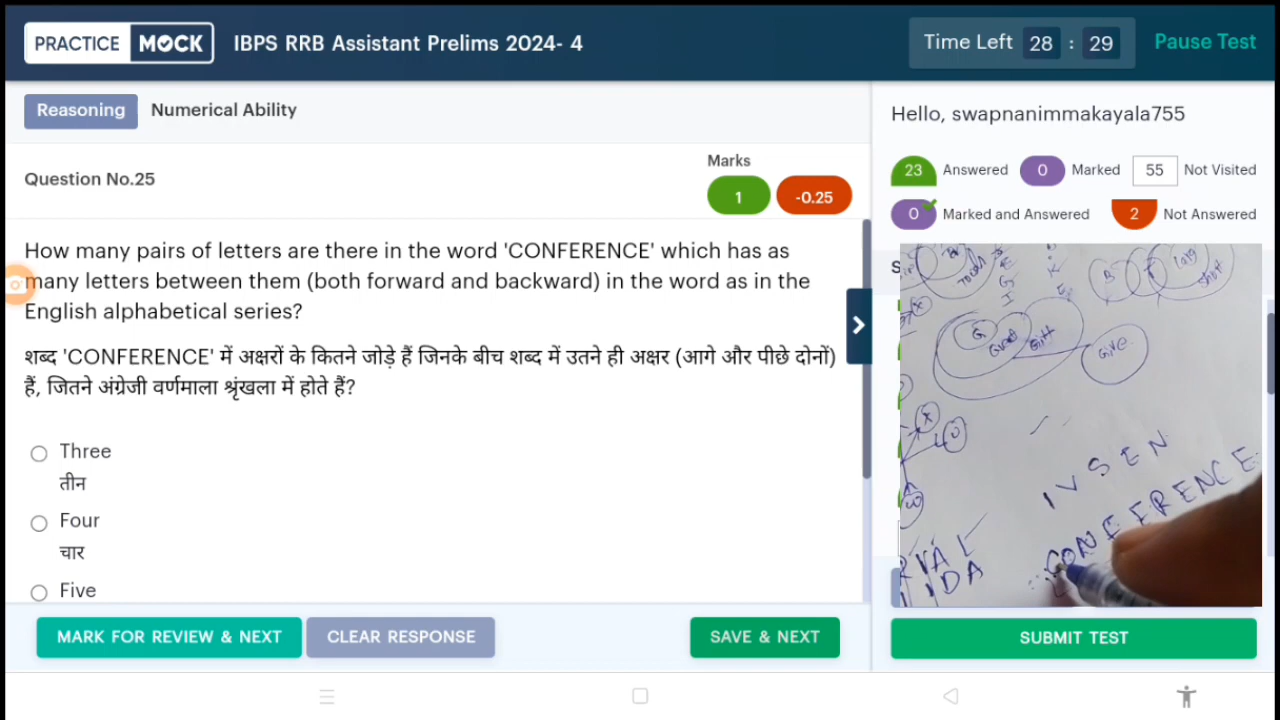 PRACTICE MOCK IBPS RRB Assistant Prelims 2024- 4 Time Left 28 : 29 Pause Test
Reasoning Numerical Ability
Hello, swapnanimmakayala755
Question No.25
Marks
1 -0.25
23 Answered 0 Marked 55 Not Visited
0 Marked and Answered 2 Not Answered
How many pairs of letters are there in the word 'CONFERENCE' which has as
many letters between them (both forward and backward) in the word as in the
English alphabetical series?
शब्द 'CONFERENCE' में अक्षरों के कितने जोड़े हैं जिनके बीच शब्द में उतने ही अक्षर (आगे और पीछे दोनों)
हैं, जितने अंग्रेजी वर्णमाला श्रृंखला में होते हैं?
Three
तीन
Four
चार
Five
MARK FOR REVIEW & NEXT CLEAR RESPONSE SAVE & NEXT
SUBMIT TEST
G
Gift
Give
I V S E N
CONFERENCE